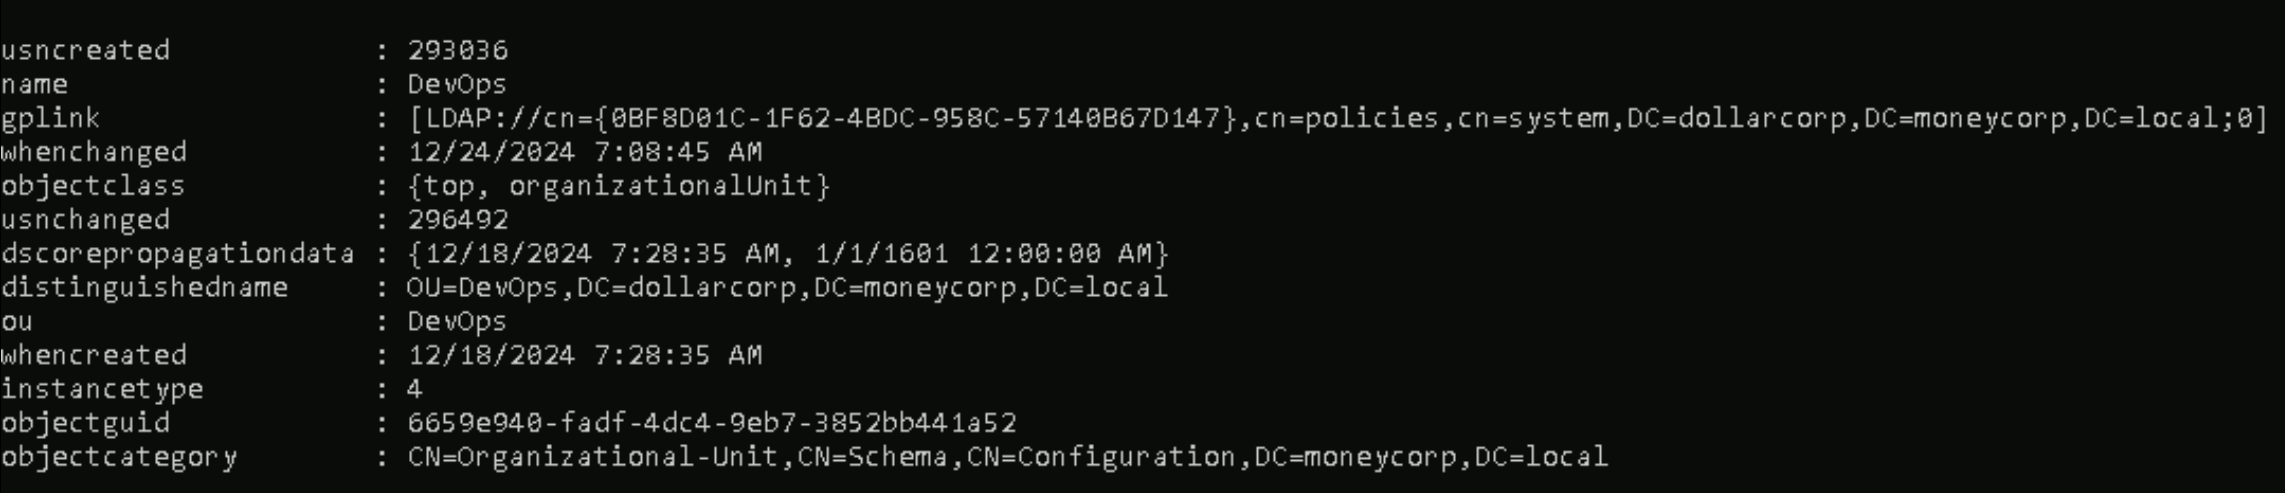 usncreated : 293036
name : DevOps
gplink : [LDAP://cn={0BF8D01C-1F62-4BDC-958C-57140B67D147},cn=policies,cn=system,DC=dollarcorp,DC=moneycorp,DC=local;0]
whenchanged : 12/24/2024 7:08:45 AM
objectclass : {top, organizationalUnit}
usnchanged : 296492
dscorepropagationdata : {12/18/2024 7:28:35 AM, 1/1/1601 12:00:00 AM}
distinguishedname : OU=DevOps,DC=dollarcorp,DC=moneycorp,DC=local
ou : DevOps
whencreated : 12/18/2024 7:28:35 AM
instancetype : 4
objectguid : 6659e940-fadf-4dc4-9eb7-3852bb441a52
objectcategory : CN=Organizational-Unit,CN=Schema,CN=Configuration,DC=moneycorp,DC=local